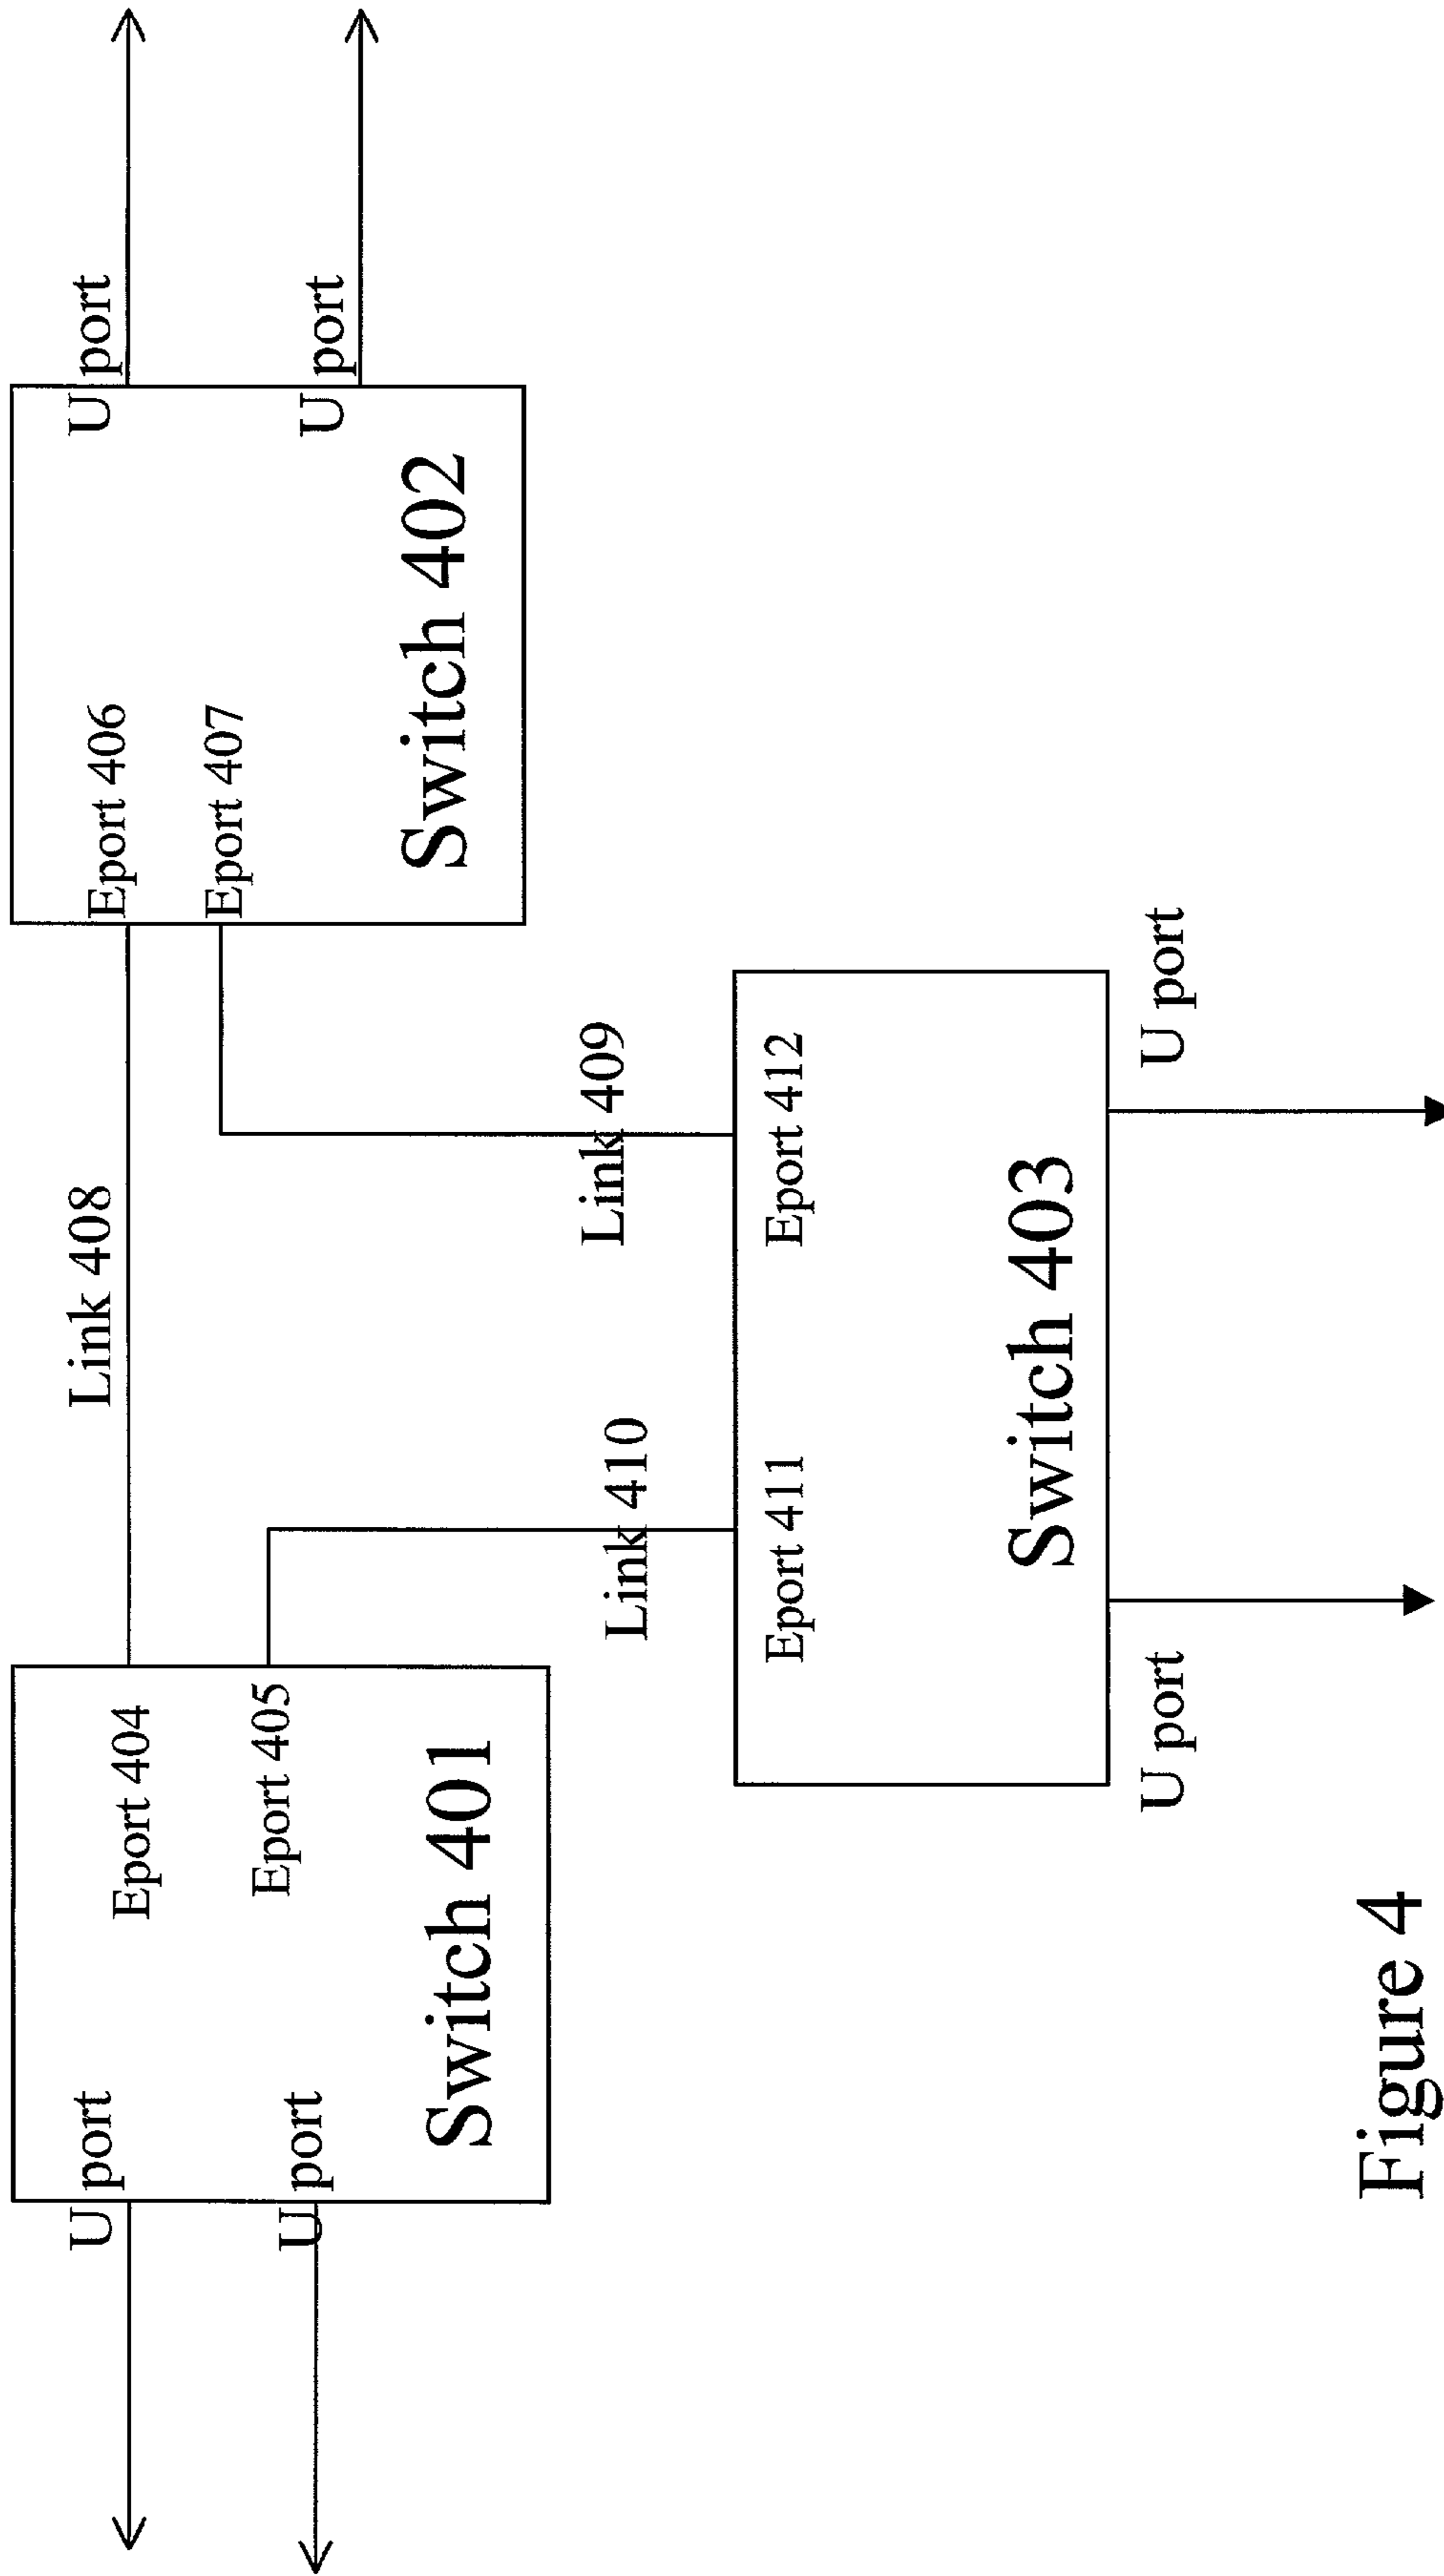 U port
Link 408
U port
Eport 404
Eport 406
Eport 405
Eport 407
U port
U port
Switch 401
Switch 402
Link 410
Link 409
Eport 411
Eport 412
Switch 403
U port
U port
Figure 4